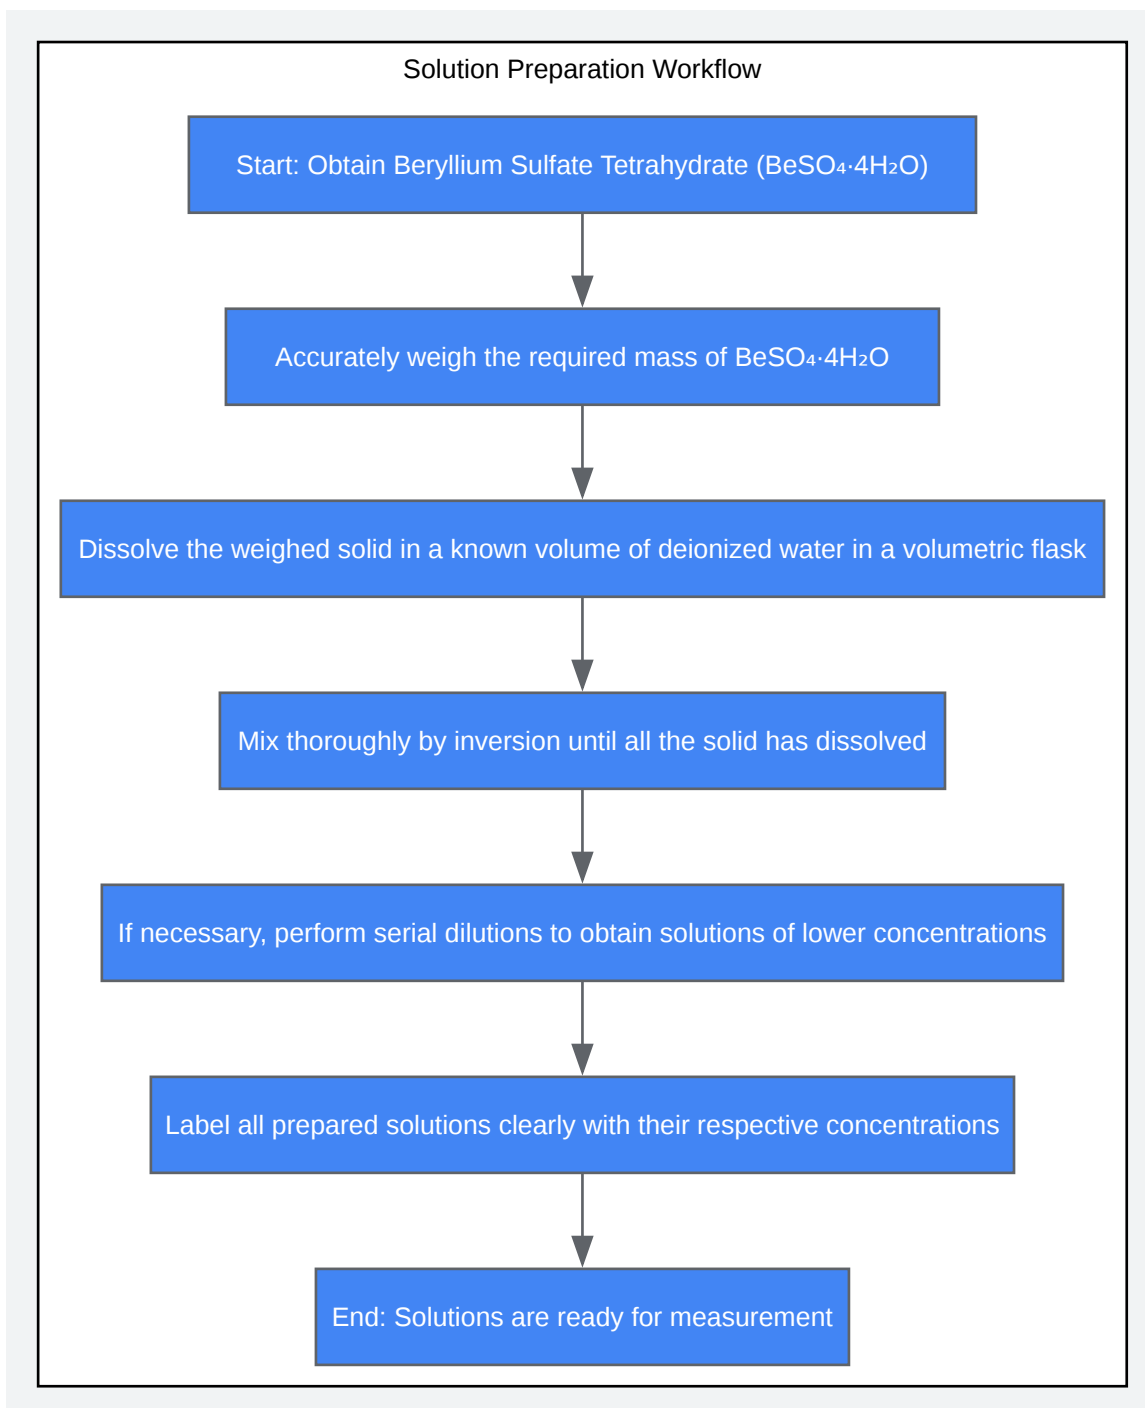 Solution Preparation Workflow
Start: Obtain Beryllium Sulfate Tetrahydrate (BeSO₄·4H₂O)
Accurately weigh the required mass of BeSO₄·4H₂O
Dissolve the weighed solid in a known volume of deionized water in a volumetric flask
Mix thoroughly by inversion until all the solid has dissolved
If necessary, perform serial dilutions to obtain solutions of lower concentrations
Label all prepared solutions clearly with their respective concentrations
End: Solutions are ready for measurement